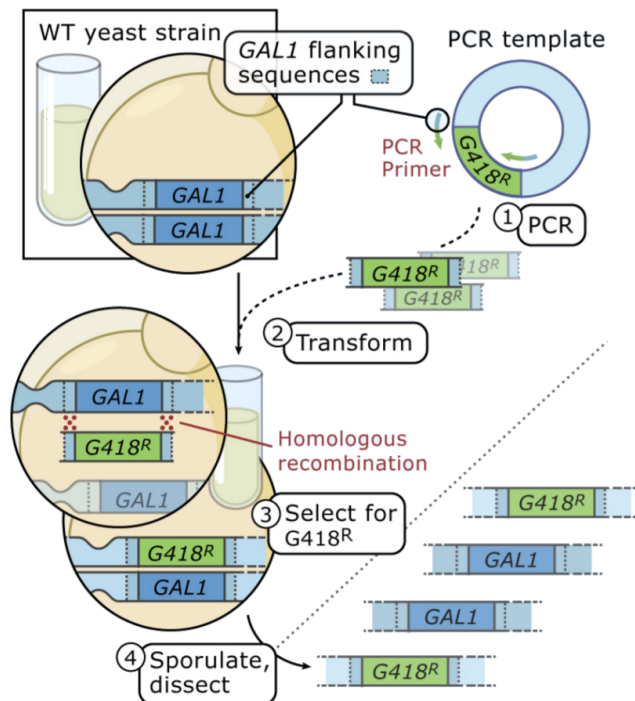 WT yeast strain
GAL1 flanking
sequences
PCR template
PCR
Primer
G418R
GAL1
GAL1
1 PCR
G418R
G418R
G418R
2 Transform
GAL1
G418R
Homologous
recombination
GAL1
3 Select for
G418R
G418R
GAL1
G418R
GAL1
GAL1
G418R
4 Sporulate,
dissect